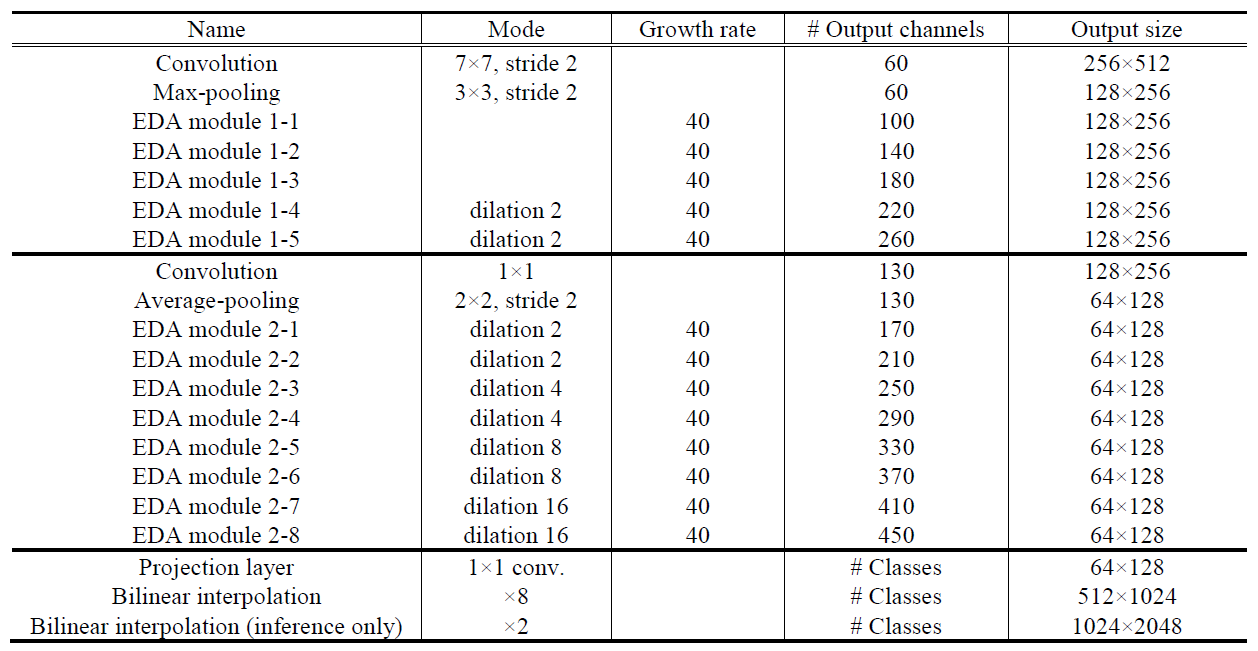 Name Mode Growth rate # Output channels Output size
Convolution 7×7, stride 2 60 256×512
Max-pooling 3×3, stride 2 60 128×256
EDA module 1-1 40 100 128×256
EDA module 1-2 40 140 128×256
EDA module 1-3 40 180 128×256
EDA module 1-4 dilation 2 40 220 128×256
EDA module 1-5 dilation 2 40 260 128×256
Convolution 1×1 130 128×256
Average-pooling 2×2, stride 2 130 64×128
EDA module 2-1 dilation 2 40 170 64×128
EDA module 2-2 dilation 2 40 210 64×128
EDA module 2-3 dilation 4 40 250 64×128
EDA module 2-4 dilation 4 40 290 64×128
EDA module 2-5 dilation 8 40 330 64×128
EDA module 2-6 dilation 8 40 370 64×128
EDA module 2-7 dilation 16 40 410 64×128
EDA module 2-8 dilation 16 40 450 64×128
Projection layer 1×1 conv. # Classes 64×128
Bilinear interpolation ×8 # Classes 512×1024
Bilinear interpolation (inference only) ×2 # Classes 1024×2048